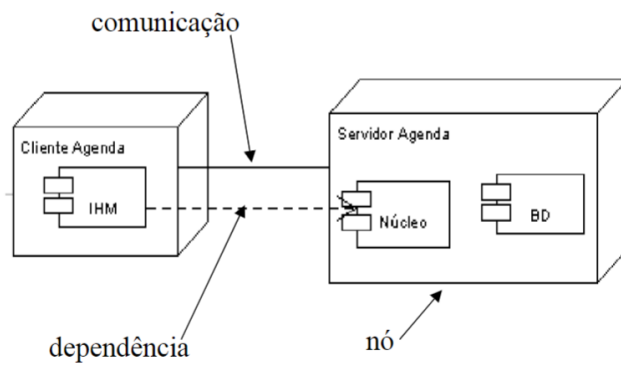 comunicação
Cliente Agenda
Servidor Agenda
IHM
Núcleo
BD
dependência
nó